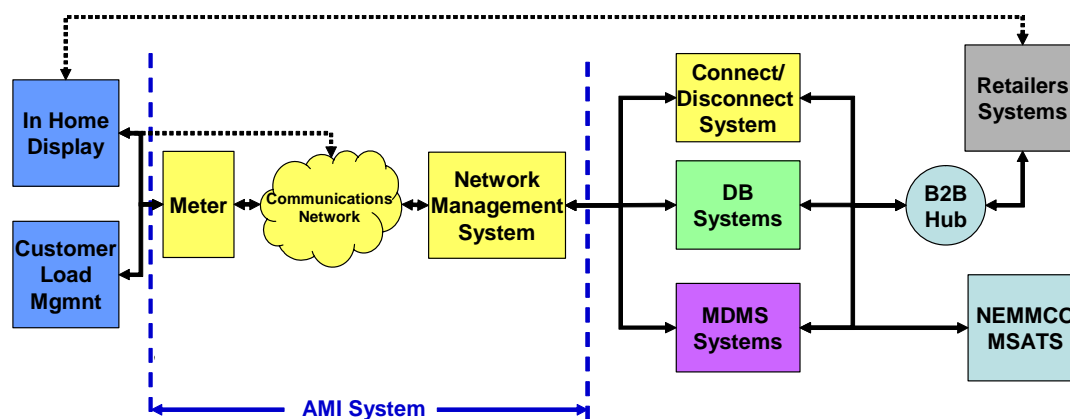 In Home
Display
Customer
Load
Mgmnt
Meter
Communications
Network
Network
Management
System
Connect/
Disconnect
System
DB
Systems
MDMS
Systems
B2B
Hub
Retailers
Systems
NEMMCO
MSATS
AMI System